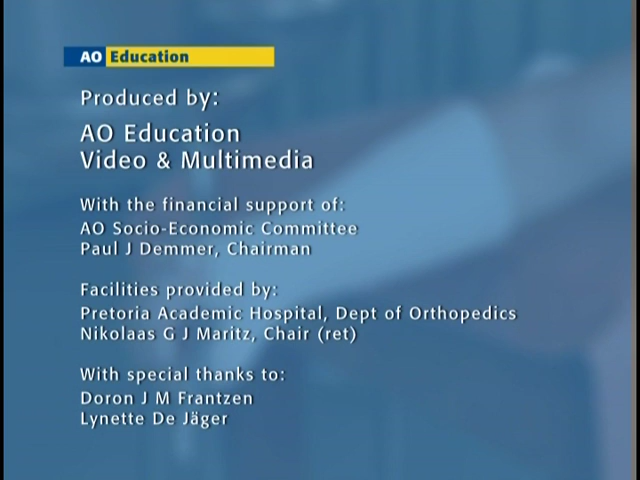 AO Education
Produced by:
AO Education
Video & Multimedia
With the financial support of:
AO Socio-Economic Committee
Paul J Demmer, Chairman
Facilities provided by:
Pretoria Academic Hospital, Dept of Orthopedics
Nikolaas G J Maritz, Chair (ret)
With special thanks to:
Doron J M Frantzen
Lynette De Jäger